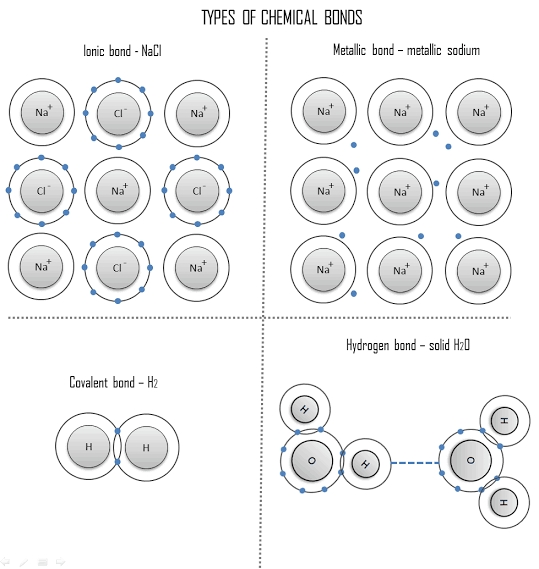 TYPES OF CHEMICAL BONDS
Ionic bond - NaCl
Metallic bond – metallic sodium
Na+ Cl- Na+
Na+ Na+ Na+
Cl- Na+ Cl-
Na+ Na+ Na+
Na+ Cl- Na+
Na+ Na+ Na+
Covalent bond – H2
Hydrogen bond – solid H2O
H H
H
O H
O
H
H